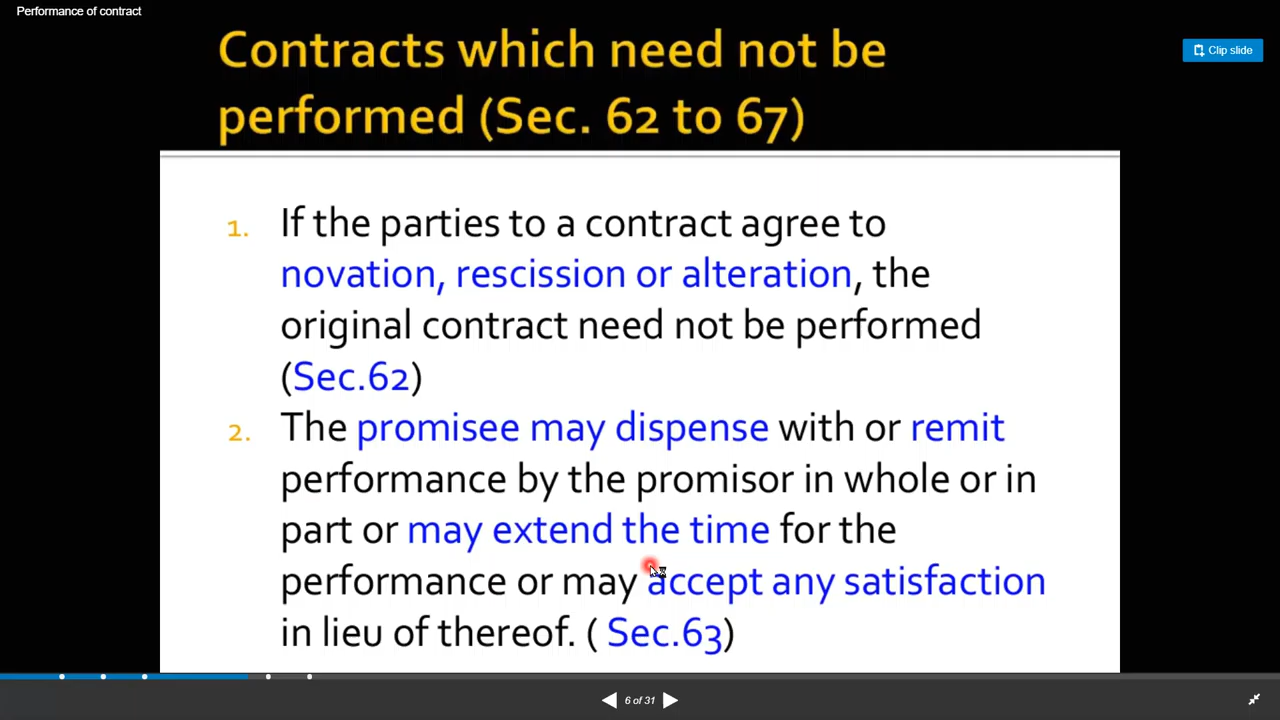 Performance of contract
Clip slide
Contracts which need not be
performed (Sec. 62 to 67)
1. If the parties to a contract agree to
novation, rescission or alteration, the
original contract need not be performed
(Sec.62)
2. The promisee may dispense with or remit
performance by the promisor in whole or in
part or may extend the time for the
performance or may accept any satisfaction
in lieu of thereof. ( Sec.63)
6 of 31